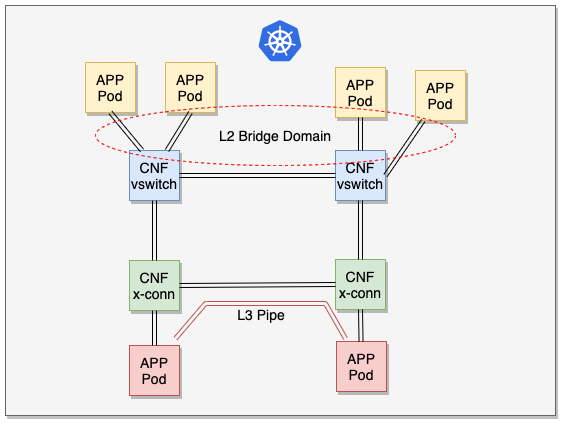 APP
Pod
APP
Pod
APP
Pod
APP
Pod
L2 Bridge Domain
CNF
vswitch
CNF
vswitch
CNF
x-conn
CNF
x-conn
L3 Pipe
APP
Pod
APP
Pod